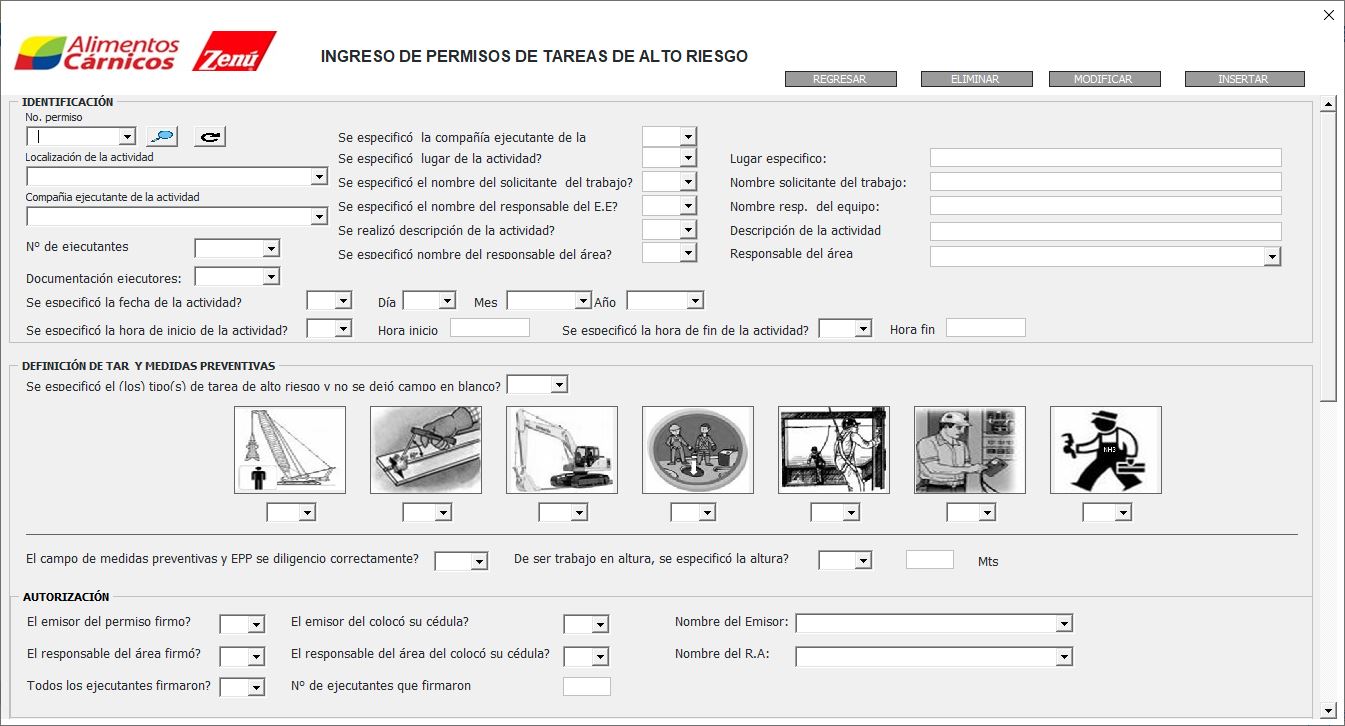 Alimentos
Cárnicos
Zenú
INGRESO DE PERMISOS DE TAREAS DE ALTO RIESGO
REGRESAR ELIMINAR MODIFICAR INSERTAR
IDENTIFICACIÓN
No. permiso
Se especificó la compañía ejecutante de la
Localización de la actividad
Se especificó lugar de la actividad? Lugar especifico:
Se especificó el nombre del solicitante del trabajo? Nombre solicitante del trabajo:
Compañia ejecutante de la actividad
Se especificó el nombre del responsable del E.E? Nombre resp. del equipo:
Se realizó descripción de la actividad? Descripción de la actividad
Nº de ejecutantes
Se especificó nombre del responsable del área? Responsable del área
Documentación ejecutores:
Se especificó la fecha de la actividad? Día Mes Año
Se especificó la hora de inicio de la actividad? Hora inicio Se especificó la hora de fin de la actividad? Hora fin
DEFINICIÓN DE TAR Y MEDIDAS PREVENTIVAS
Se especificó el (los) tipo(s) de tarea de alto riesgo y no se dejó campo en blanco?
NH3
El campo de medidas preventivas y EPP se diligencio correctamente? De ser trabajo en altura, se especificó la altura? Mts
AUTORIZACIÓN
El emisor del permiso firmo? El emisor del colocó su cédula? Nombre del Emisor:
El responsable del área firmó? El responsable del área del colocó su cédula? Nombre del R.A:
Todos los ejecutantes firmaron? Nº de ejecutantes que firmaron